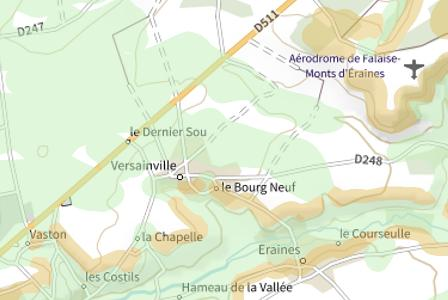 D247
D511
Aérodrome de Falaise-
Monts d'Éraines
le Dernier Sou
Versainville
D248
le Bourg Neuf
Vaston
la Chapelle
le Courseulle
Eraines
les Costils
Hameau de la Vallée